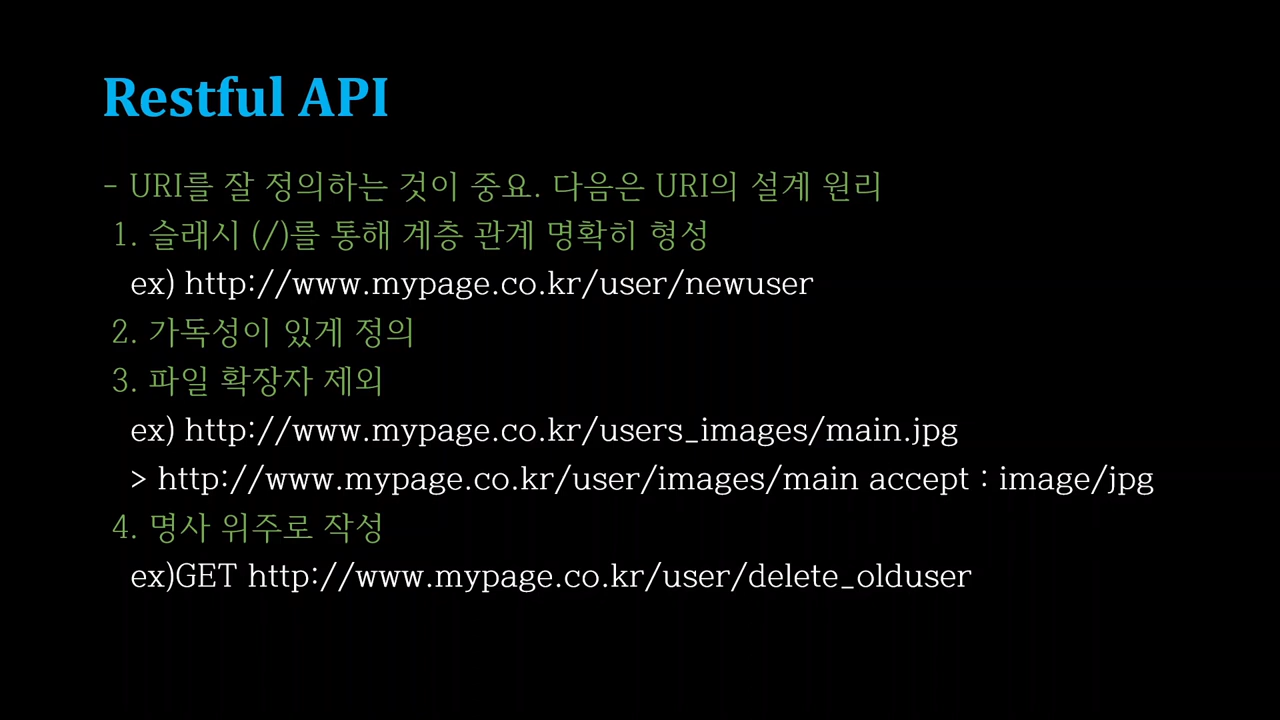 Restful API
- URI를 잘 정의하는 것이 중요. 다음은 URI의 설계 원리
1. 슬래시 (/)를 통해 계층 관계 명확히 형성
ex) http://www.mypage.co.kr/user/newuser
2. 가독성이 있게 정의
3. 파일 확장자 제외
ex) http://www.mypage.co.kr/users_images/main.jpg
> http://www.mypage.co.kr/user/images/main accept : image/jpg
4. 명사 위주로 작성
ex)GET http://www.mypage.co.kr/user/delete_olduser